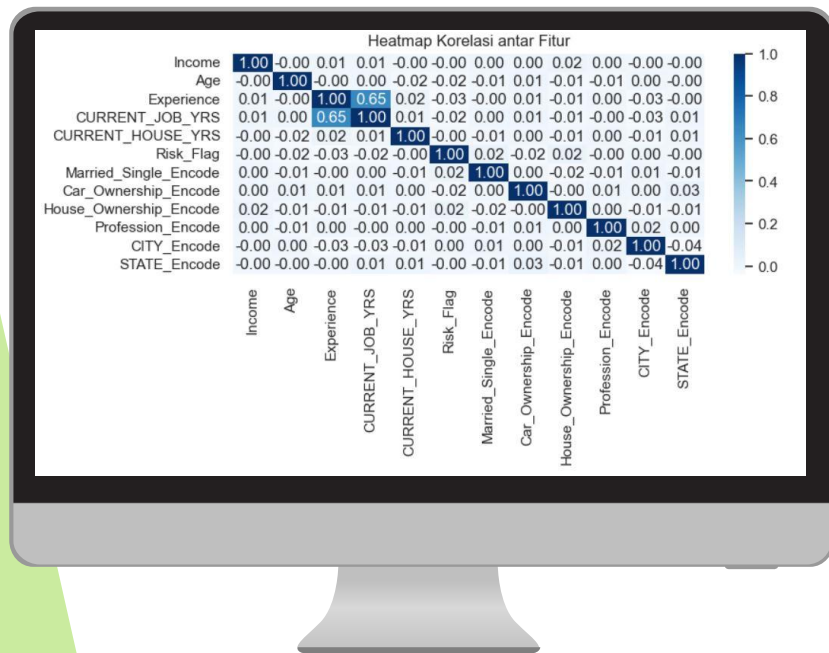 Heatmap Korelasi antar Fitur
Income 1.00 -0.00 0.01 0.01 -0.00 -0.00 0.00 0.00 0.02 0.00 -0.00 -0.00
Age -0.00 1.00 -0.00 0.00 -0.02 -0.02 -0.01 0.01 -0.01 -0.01 0.00 -0.00
Experience 0.01 -0.00 1.00 0.65 0.02 -0.03 -0.00 0.01 -0.01 0.00 -0.03 -0.00
CURRENT_JOB_YRS 0.01 0.00 0.65 1.00 0.01 -0.02 0.00 0.01 -0.01 -0.00 -0.03 0.01
CURRENT_HOUSE_YRS -0.00 -0.02 0.02 0.01 1.00 -0.00 -0.01 0.00 -0.01 0.00 -0.01 0.01
Risk_Flag -0.00 -0.02 -0.03 -0.02 -0.00 1.00 0.02 -0.02 0.02 -0.00 0.00 -0.00
Married_Single_Encode 0.00 -0.01 -0.00 0.00 -0.01 0.02 1.00 0.00 -0.02 -0.01 0.01 -0.01
Car_Ownership_Encode 0.00 0.01 0.01 0.01 0.00 -0.02 0.00 1.00 -0.00 0.01 0.00 0.03
House_Ownership_Encode 0.02 -0.01 -0.01 -0.01 -0.01 0.02 -0.02 -0.00 1.00 0.00 -0.01 -0.01
Profession_Encode 0.00 -0.01 0.00 -0.00 0.00 -0.00 -0.01 0.01 0.00 1.00 0.02 0.00
CITY_Encode -0.00 0.00 -0.03 -0.03 -0.01 0.00 0.01 0.00 -0.01 0.02 1.00 -0.04
STATE_Encode -0.00 -0.00 -0.00 0.01 0.01 -0.00 -0.01 0.03 -0.01 0.00 -0.04 1.00
Income
Age
Experience
CURRENT_JOB_YRS
CURRENT_HOUSE_YRS
Risk_Flag
Married_Single_Encode
Car_Ownership_Encode
House_Ownership_Encode
Profession_Encode
CITY_Encode
STATE_Encode
1.0
0.8
0.6
0.4
0.2
0.0